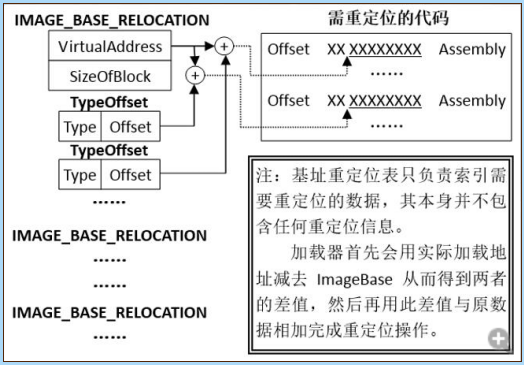 IMAGE_BASE_RELOCATION
VirtualAddress
SizeOfBlock
TypeOffset
Type Offset
TypeOffset
Type Offset
……
IMAGE_BASE_RELOCATION
……
……
IMAGE_BASE_RELOCATION
……
需重定位的代码
Offset XX XXXXXXXX Assembly
……
Offset XX XXXXXXXX Assembly
……
注：基址重定位表只负责索引需
要重定位的数据，其本身并不包
含任何重定位信息。
加载器首先会用实际加载地
址减去 ImageBase 从而得到两者
的差值，然后再用此差值与原数
据相加完成重定位操作。